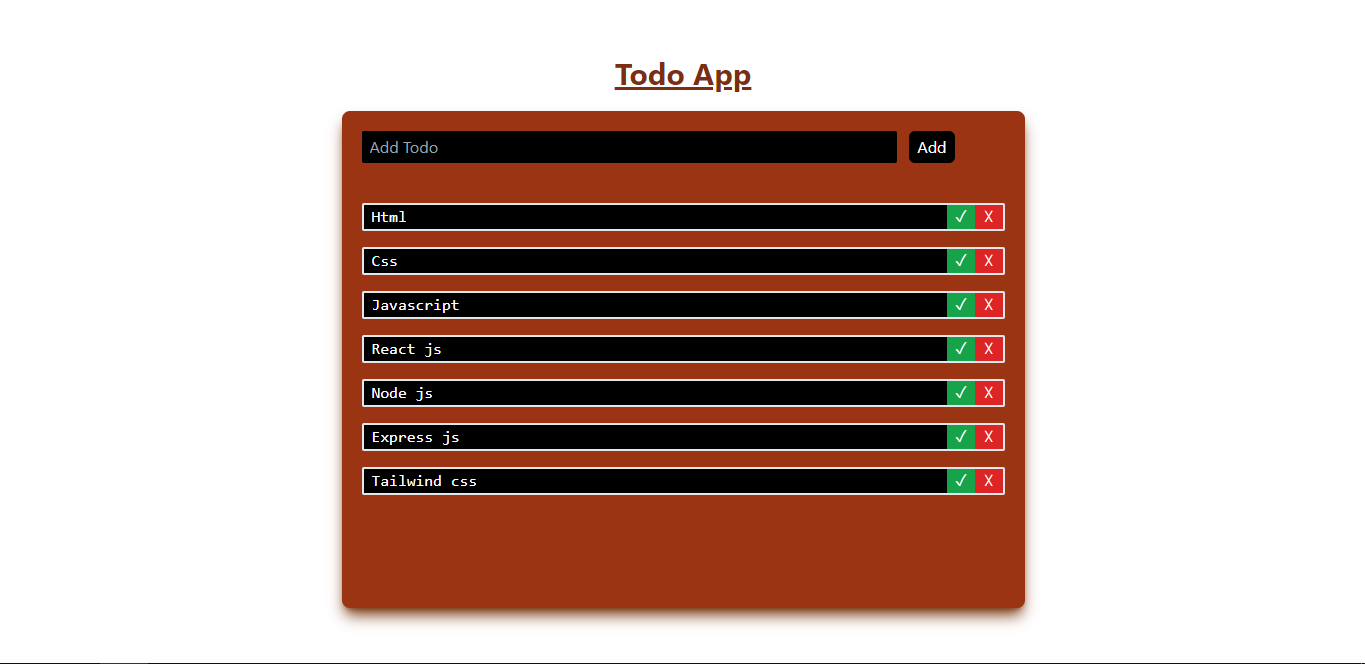 Todo App
Add Todo Add
Html ✓ X
Css ✓ X
Javascript ✓ X
React js ✓ X
Node js ✓ X
Express js ✓ X
Tailwind css ✓ X